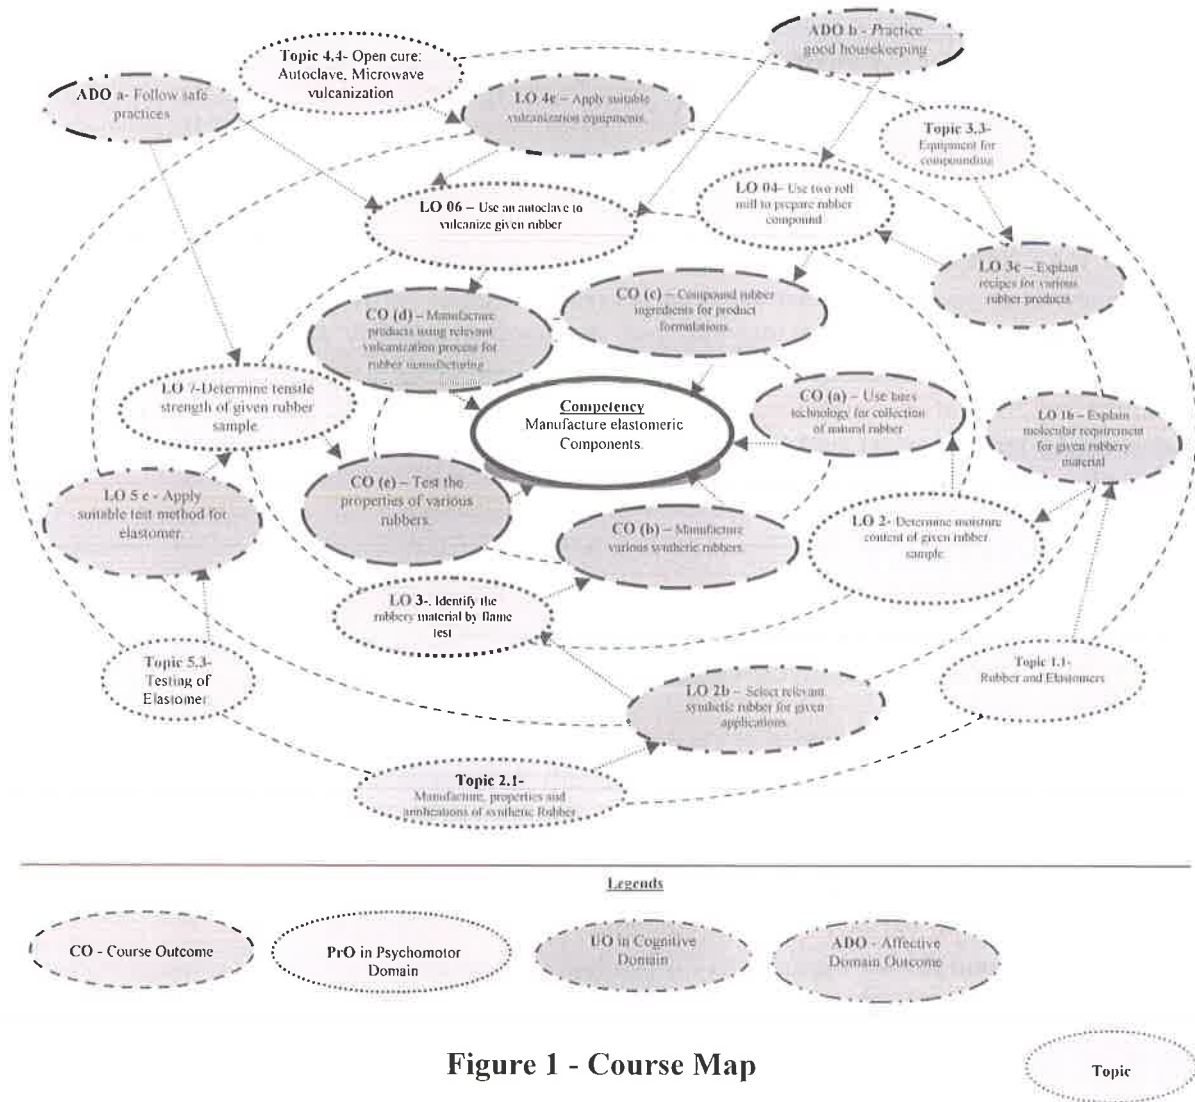 ADO b - Practice
good housekeeping
Topic 4.4- Open cure:
Autoclave, Microwave
vulcanization
ADO a- Follow safe
practices
LO 4e – Apply suitable
vulcanization equipments.
Topic 3.3-
Equipment for
compounding
LO 06 – Use an autoclave to
vulcanize given rubber
LO 04- Use two roll
mill to prepare rubber
compound
LO 3c – Explain
recipes for various
rubber products.
CO (d) – Manufacture
products using relevant
vulcanization process for
rubber manufacturing
CO (c) – Compound rubber
ingredients for product
formulations.
LO 7-Determine tensile
strength of given rubber
sample.
Competency
Manufacture elastomeric
Components.
CO (a) – Use latex
technology for collection
of natural rubber
LO 1b – Explain
molecular requirement
for given rubbery
material
LO 5 e - Apply
suitable test method for
elastomer.
CO (e) – Test the
properties of various
rubbers.
CO (b) – Manufacture
various synthetic rubbers.
LO 2- Determine moisture
content of given rubber
sample.
LO 3-. Identify the
rubbery material by flame
test
Topic 5.3-
Testing of
Elastomer.
LO 2b – Select relevant
synthetic rubber for given
applications.
Topic 1.1-
Rubber and Elastomers
Topic 2.1-
Manufacture, properties and
applications of synthetic Rubber
Legends
CO - Course Outcome
PrO in Psychomotor
Domain
UO in Cognitive
Domain
ADO - Affective
Domain Outcome
Figure 1 - Course Map
Topic